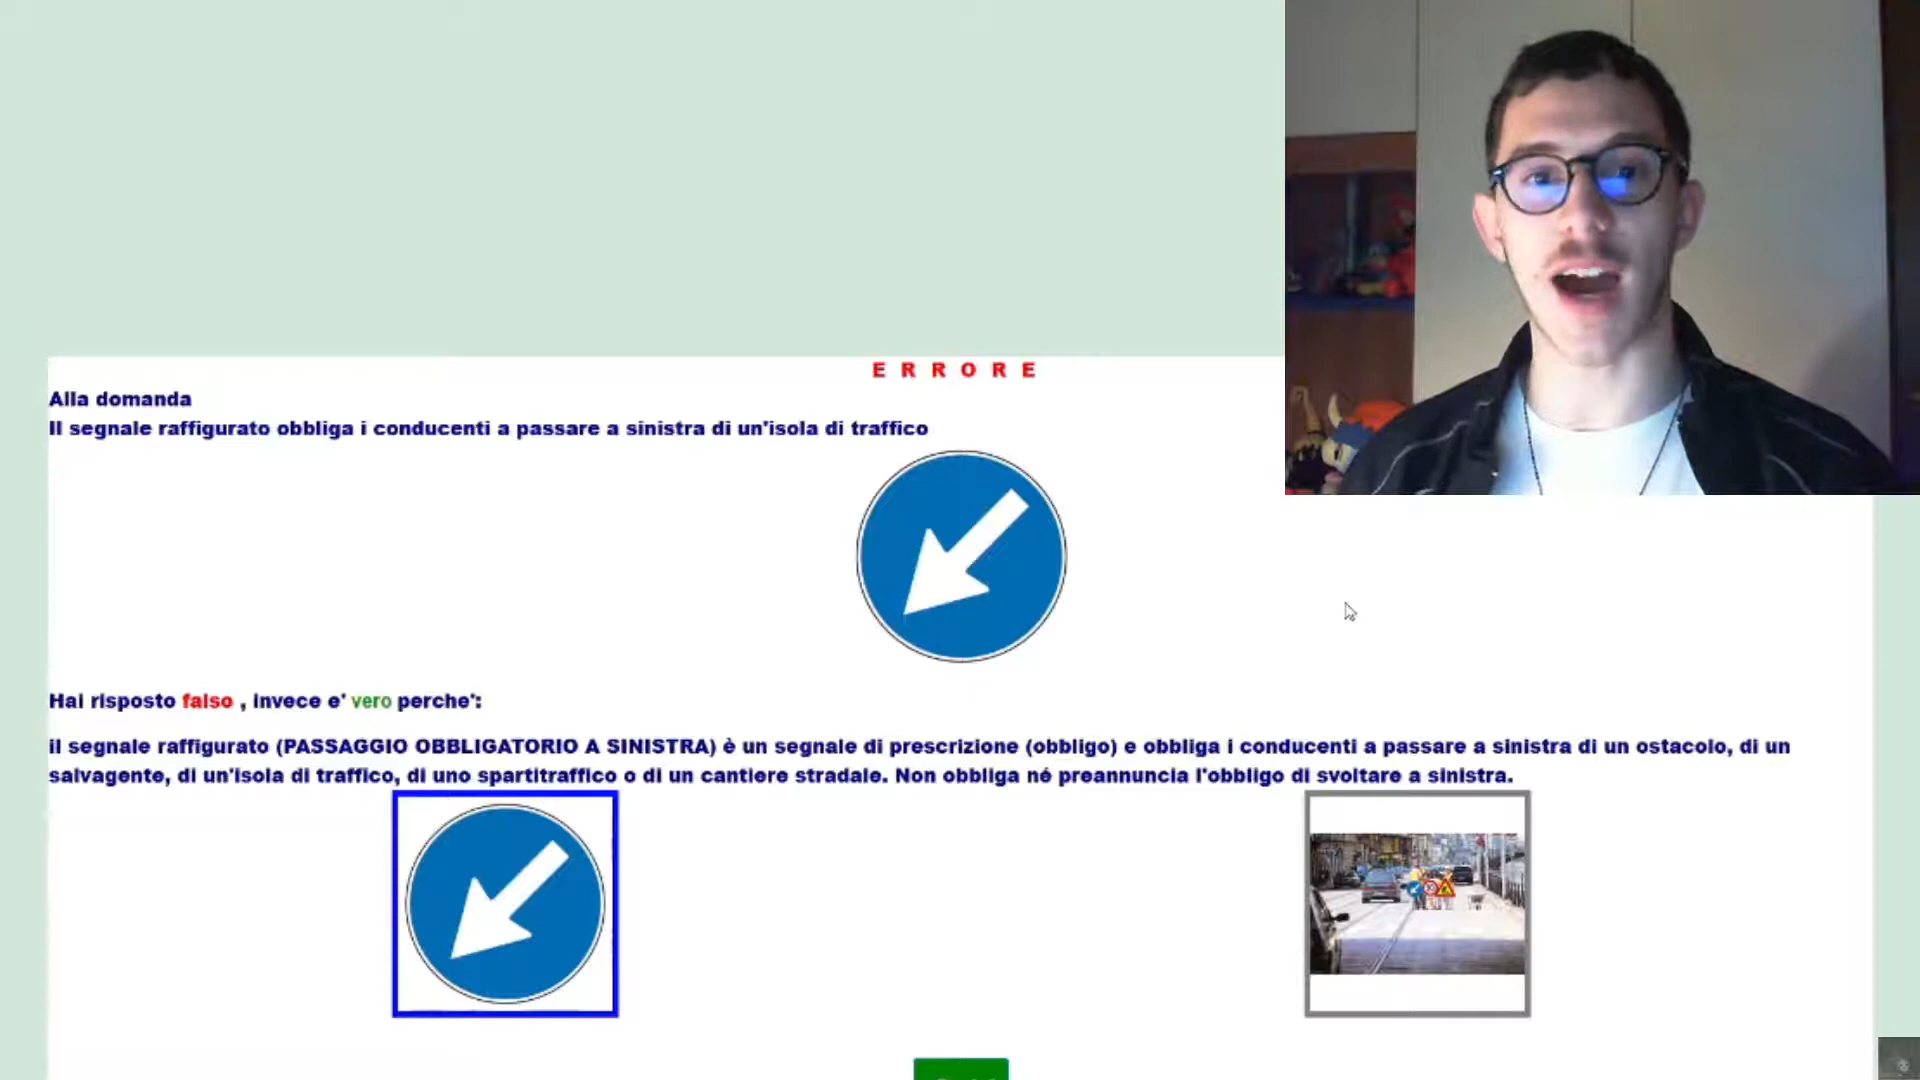 E R R O R E
Alla domanda
Il segnale raffigurato obbliga i conducenti a passare a sinistra di un'isola di traffico
Hai risposto falso , invece e' vero perche':
il segnale raffigurato (PASSAGGIO OBBLIGATORIO A SINISTRA) è un segnale di prescrizione (obbligo) e obbliga i conducenti a passare a sinistra di un ostacolo, di un
salvagente, di un'isola di traffico, di uno spartitraffico o di un cantiere stradale. Non obbliga né preannuncia l'obbligo di svoltare a sinistra.